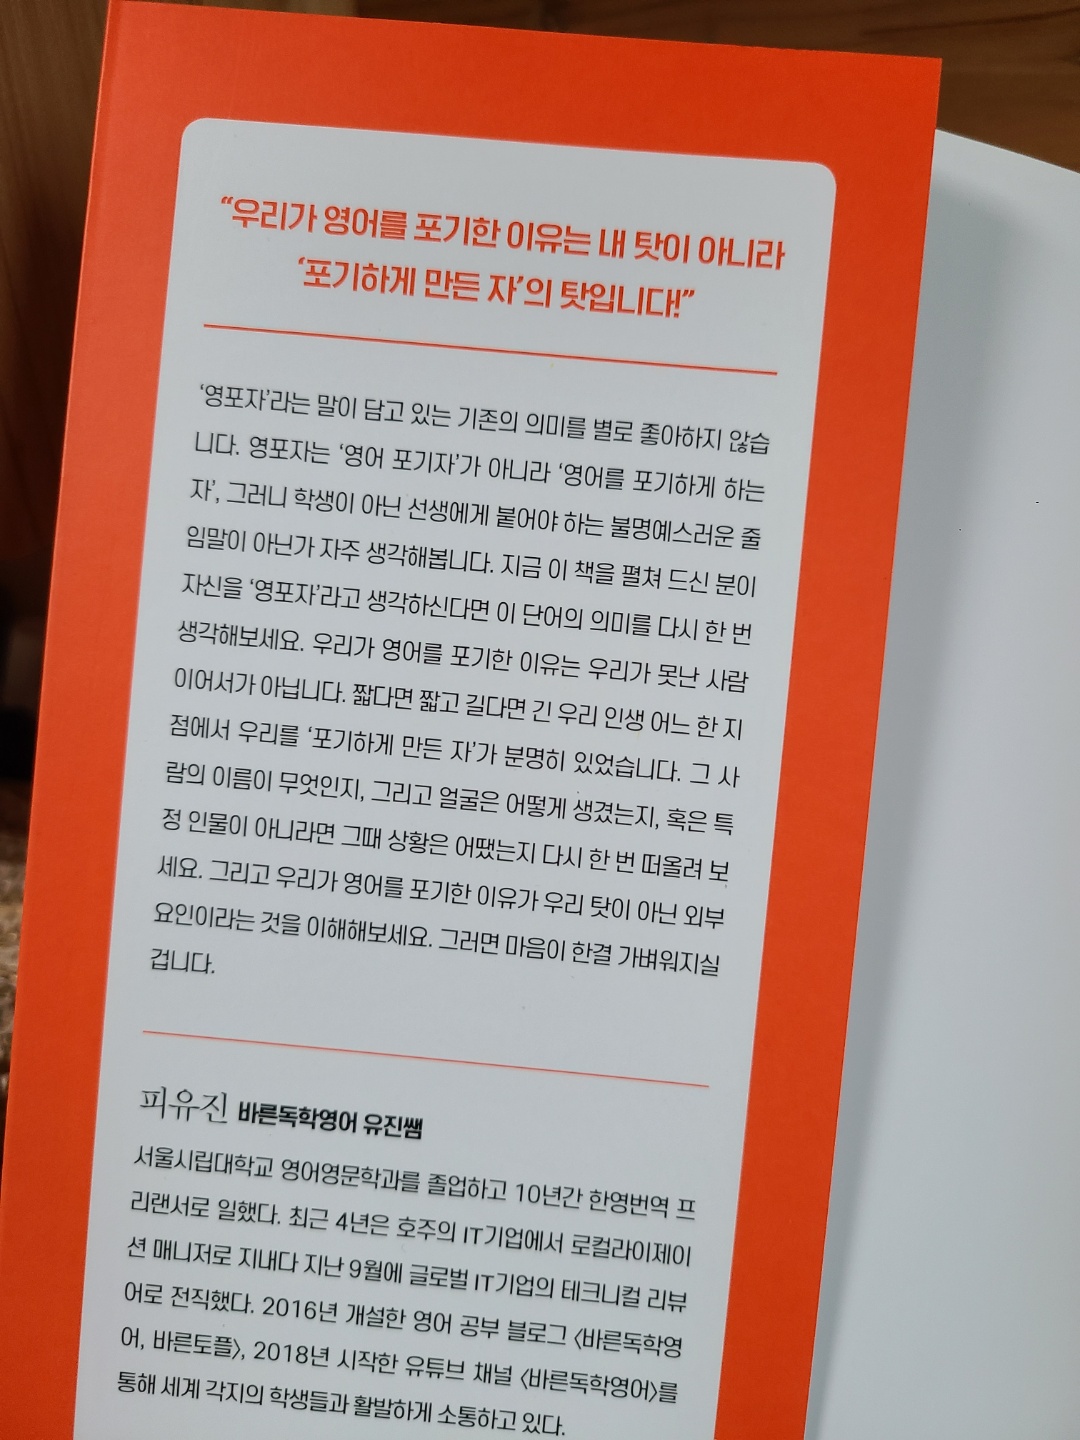 “우리가 영어를 포기한 이유는 내 탓이 아니라
‘포기하게 만든 자’의 탓입니다!”
‘영포자’라는 말이 담고 있는 기존의 의미를 별로 좋아하지 않습
니다. 영포자는 ‘영어 포기자’가 아니라 ‘영어를 포기하게 하는
자’, 그러니 학생이 아닌 선생에게 붙어야 하는 불명예스러운 줄
임말이 아닌가 자주 생각해봅니다. 지금 이 책을 펼쳐 드신 분이
자신을 ‘영포자’라고 생각하신다면 이 단어의 의미를 다시 한 번
생각해보세요. 우리가 영어를 포기한 이유는 우리가 못난 사람
이어서가 아닙니다. 짧다면 짧고 길다면 긴 우리 인생 어느 한 지
점에서 우리를 ‘포기하게 만든 자’가 분명히 있었습니다. 그 사
람의 이름이 무엇인지, 그리고 얼굴은 어떻게 생겼는지, 혹은 특
정 인물이 아니라면 그때 상황은 어땠는지 다시 한 번 떠올려 보
세요. 그리고 우리가 영어를 포기한 이유가 우리 탓이 아닌 외부
요인이라는 것을 이해해보세요. 그러면 마음이 한결 가벼워지실
겁니다.
피유진 바른독학영어 유진쌤
서울시립대학교 영어영문학과를 졸업하고 10년간 한영번역 프
리랜서로 일했다. 최근 4년은 호주의 IT기업에서 로컬라이제이
션 매니저로 지내다 지난 9월에 글로벌 IT기업의 테크니컬 리뷰
어로 전직했다. 2016년 개설한 영어 공부 블로그 〈바른독학영
어, 바른토플〉, 2018년 시작한 유튜브 채널 〈바른독학영어〉를
통해 세계 각지의 학생들과 활발하게 소통하고 있다.